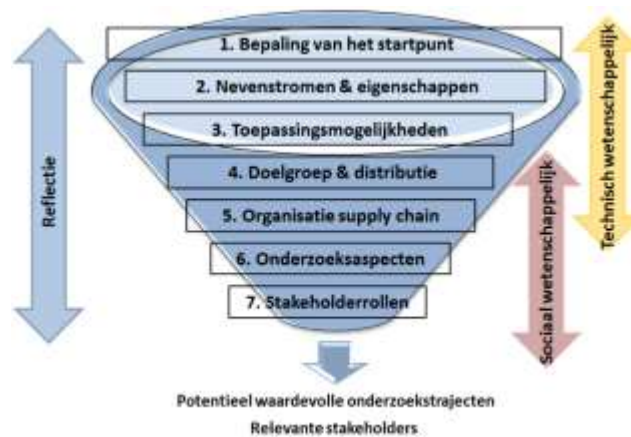 1. Bepaling van het startpunt
2. Nevenstromen & eigenschappen
3. Toepassingsmogelijkheden
4. Doelgroep & distributie
5. Organisatie supply chain
6. Onderzoeksaspecten
7. Stakeholderrollen
Reflectie
Technisch wetenschappelijk
Sociaal wetenschappelijk
Potentieel waardevolle onderzoekstrajecten
Relevante stakeholders